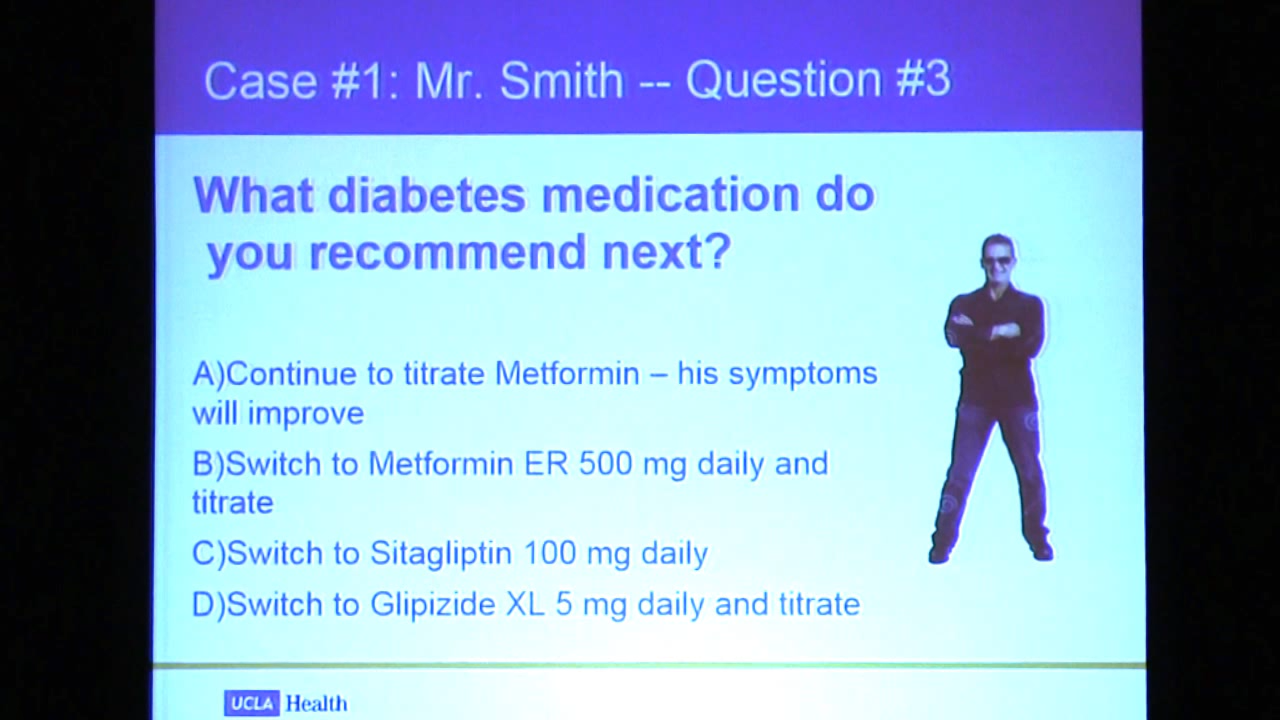 Case #1: Mr. Smith -- Question #3
What diabetes medication do
you recommend next?
A)Continue to titrate Metformin – his symptoms
will improve
B)Switch to Metformin ER 500 mg daily and
titrate
C)Switch to Sitagliptin 100 mg daily
D)Switch to Glipizide XL 5 mg daily and titrate
UCLA Health